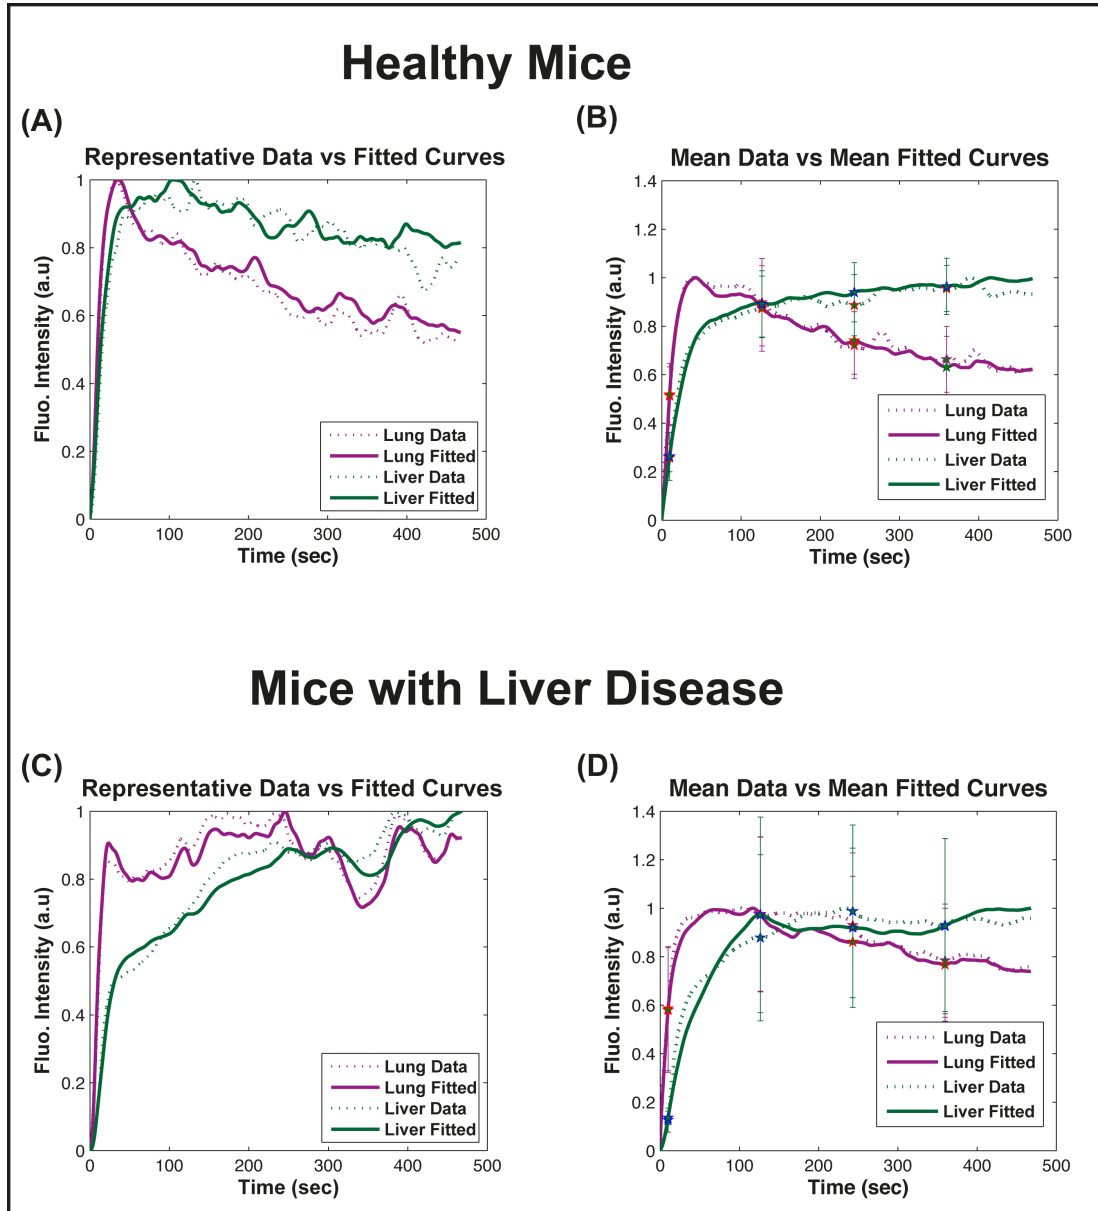 Healthy Mice
(A)
Representative Data vs Fitted Curves
1
0.8
0.6
0.4
0.2
0
Fluo. Intensity (a.u)
0 100 200 300 400 500
Time (sec)
Lung Data
Lung Fitted
Liver Data
Liver Fitted
(B)
Mean Data vs Mean Fitted Curves
1.4
1.2
1
0.8
0.6
0.4
0.2
0
Fluo. Intensity (a.u)
0 100 200 300 400 500
Time (sec)
Lung Data
Lung Fitted
Liver Data
Liver Fitted
Mice with Liver Disease
(C)
Representative Data vs Fitted Curves
1
0.8
0.6
0.4
0.2
0
Fluo. Intensity (a.u)
0 100 200 300 400 500
Time (sec)
Lung Data
Lung Fitted
Liver Data
Liver Fitted
(D)
Mean Data vs Mean Fitted Curves
1.4
1.2
1
0.8
0.6
0.4
0.2
0
Fluo. Intensity (a.u)
0 100 200 300 400 500
Time (sec)
Lung Data
Lung Fitted
Liver Data
Liver Fitted